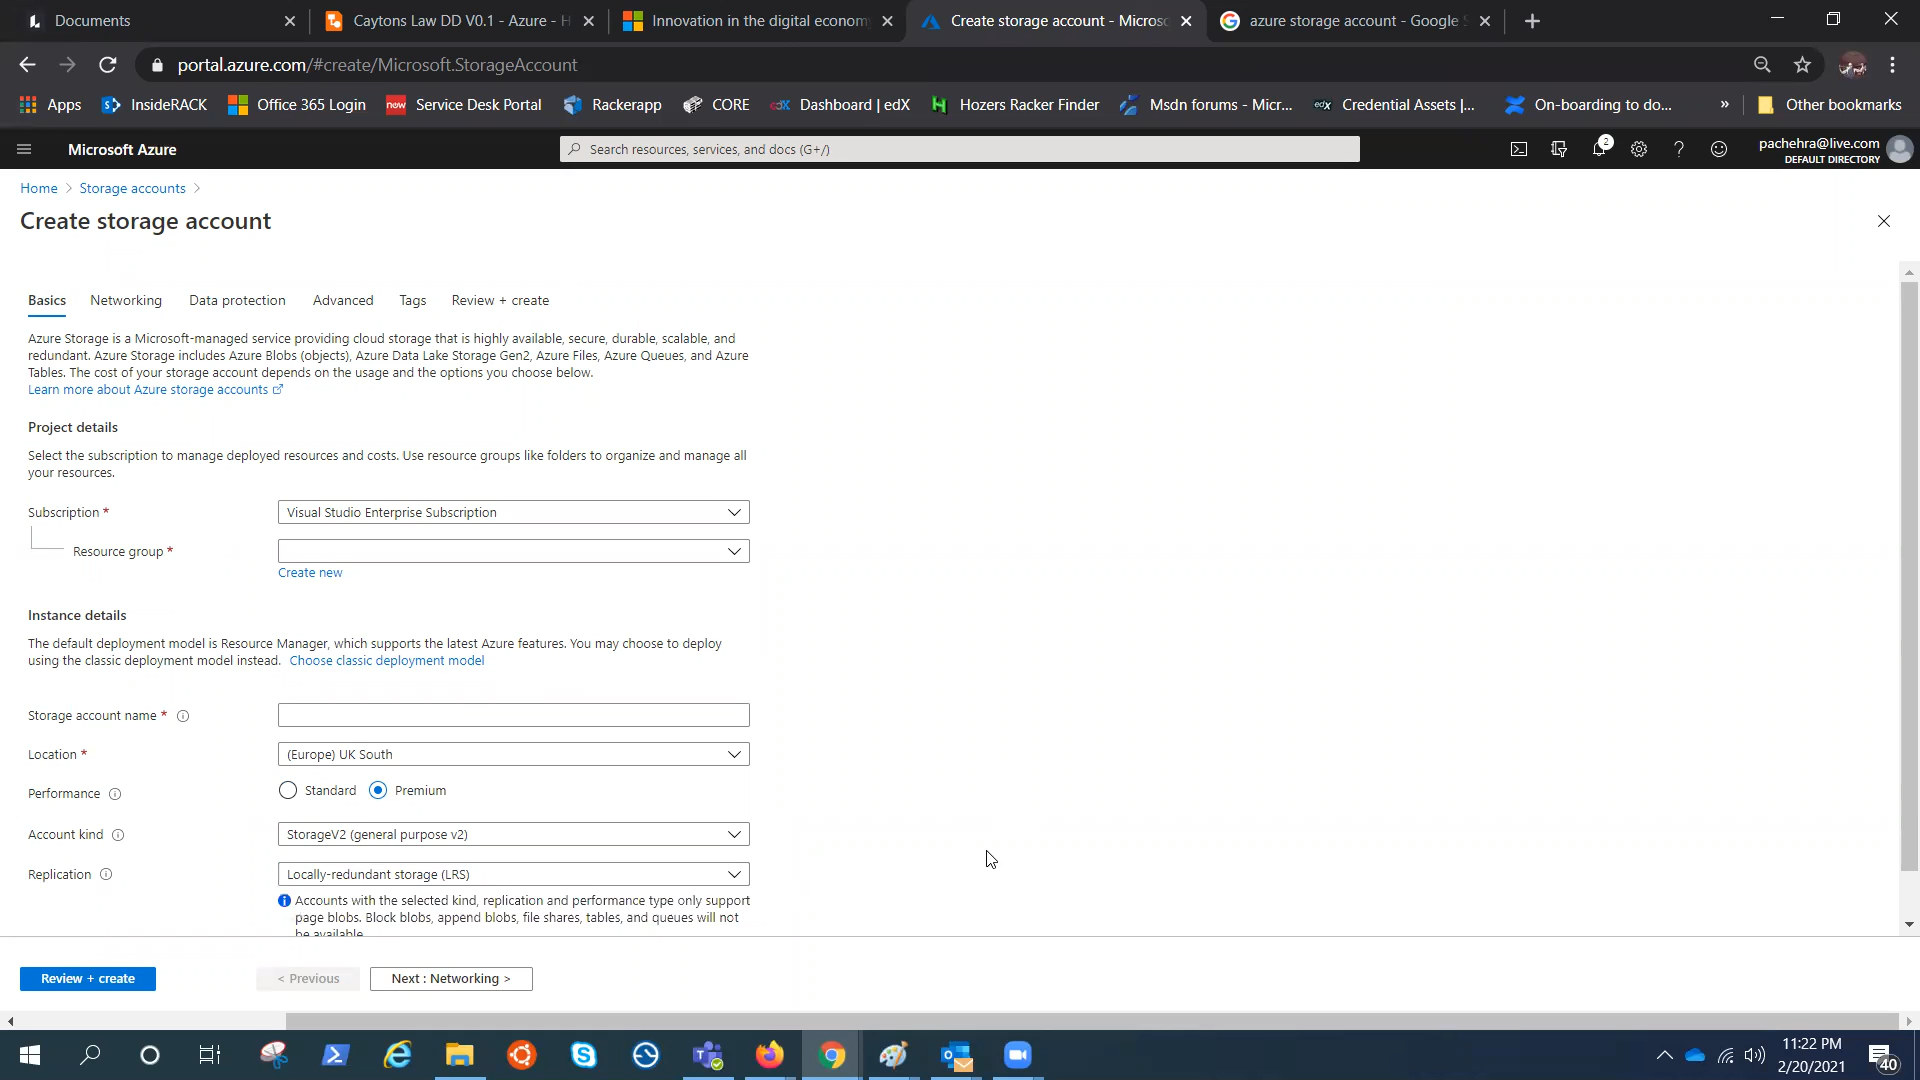 Documents
Caytons Law DD V0.1 - Azure - H
Innovation in the digital econom
Create storage account - Micros
azure storage account - Google S
portal.azure.com/#create/Microsoft.StorageAccount
Apps
InsideRACK
Office 365 Login
now
Service Desk Portal
Rackerapp
CORE
edX
Dashboard | edX
Hozers Racker Finder
Msdn forums - Micr...
edx
Credential Assets |...
On-boarding to do...
»
Other bookmarks
Microsoft Azure
Search resources, services, and docs (G+/)
2
pachehra@live.com
DEFAULT DIRECTORY
Home > Storage accounts >
Create storage account
Basics Networking Data protection Advanced Tags Review + create
Azure Storage is a Microsoft-managed service providing cloud storage that is highly available, secure, durable, scalable, and
redundant. Azure Storage includes Azure Blobs (objects), Azure Data Lake Storage Gen2, Azure Files, Azure Queues, and Azure
Tables. The cost of your storage account depends on the usage and the options you choose below.
Learn more about Azure storage accounts
Project details
Select the subscription to manage deployed resources and costs. Use resource groups like folders to organize and manage all
your resources.
Subscription *
Visual Studio Enterprise Subscription
Resource group *
Create new
Instance details
The default deployment model is Resource Manager, which supports the latest Azure features. You may choose to deploy
using the classic deployment model instead. Choose classic deployment model
Storage account name *
Location *
(Europe) UK South
Performance
Standard Premium
Account kind
StorageV2 (general purpose v2)
Replication
Locally-redundant storage (LRS)
Accounts with the selected kind, replication and performance type only support
page blobs. Block blobs, append blobs, file shares, tables, and queues will not
be available.
Review + create
< Previous
Next : Networking >
11:22 PM
2/20/2021
40